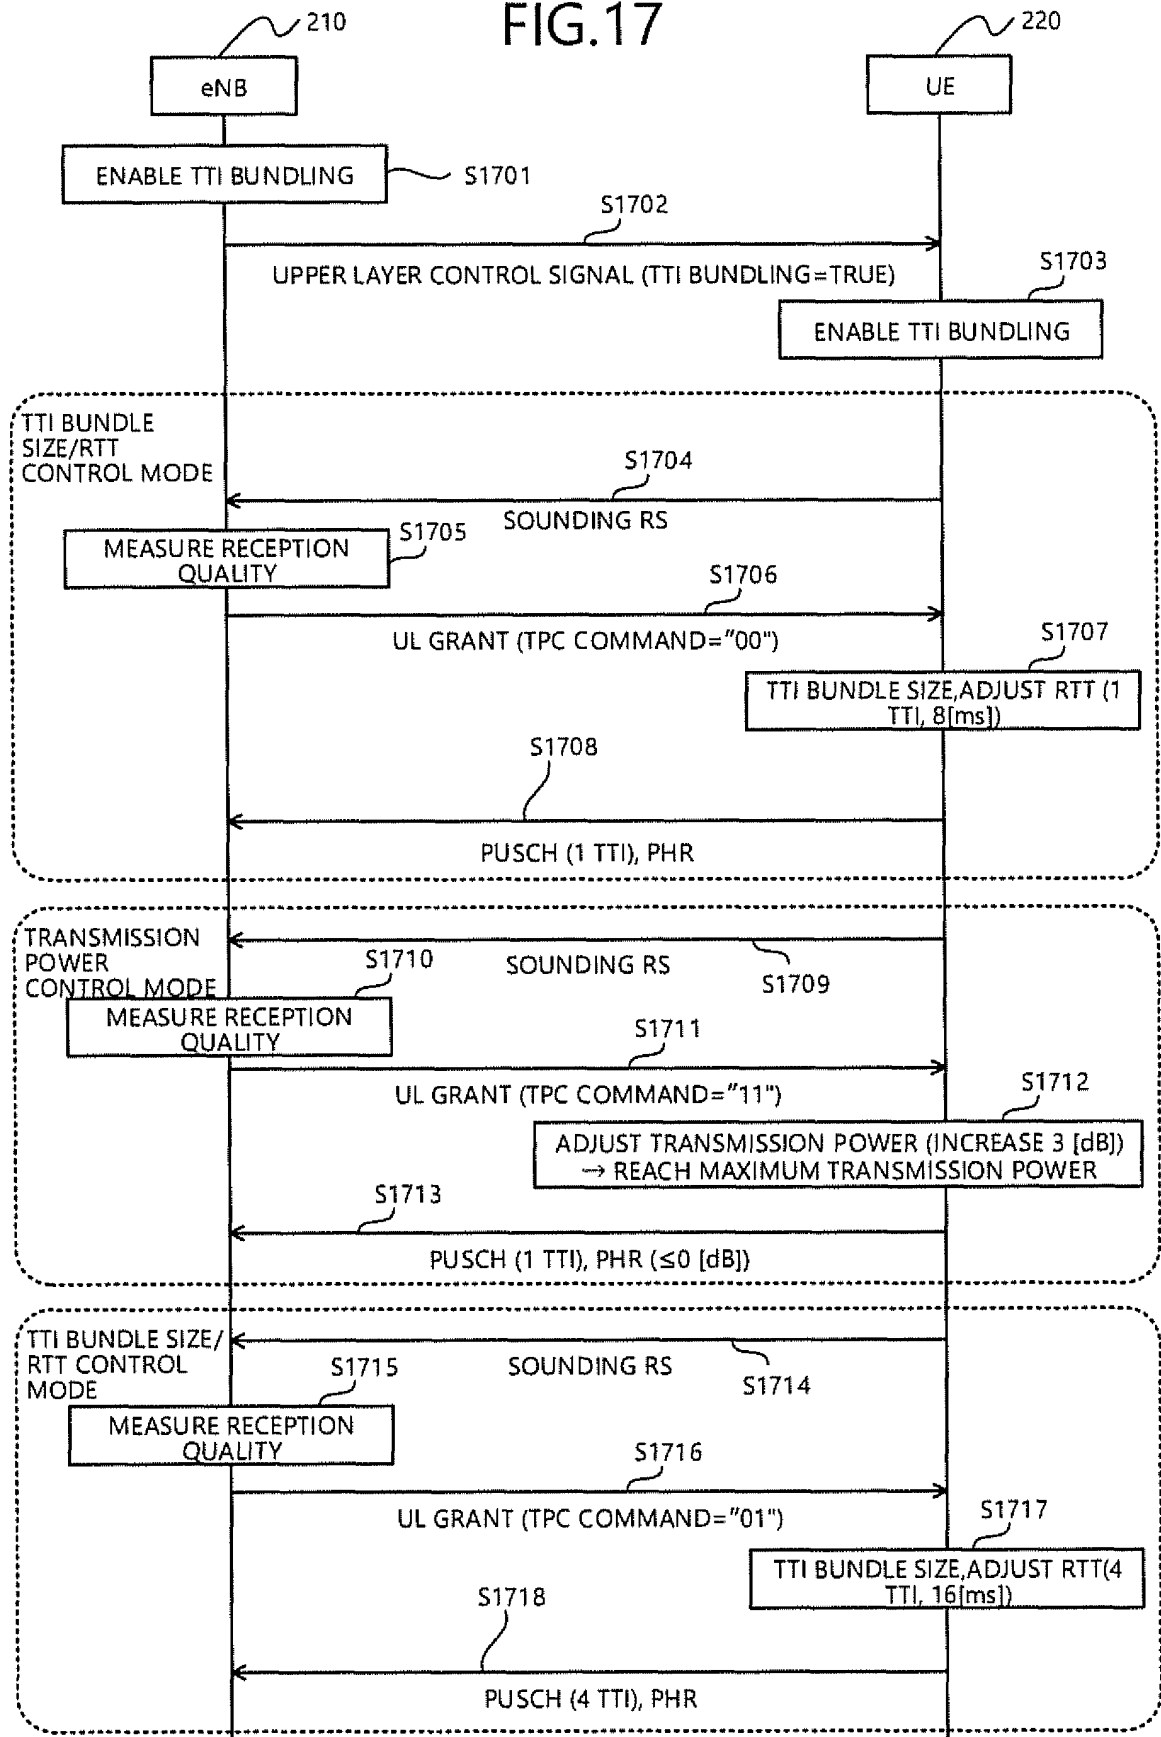 FIG.17
210
220
eNB
UE
ENABLE TTI BUNDLING
S1701
S1702
UPPER LAYER CONTROL SIGNAL (TTI BUNDLING=TRUE)
S1703
ENABLE TTI BUNDLING
TTI BUNDLE
SIZE/RTT
CONTROL MODE
S1704
SOUNDING RS
S1705
MEASURE RECEPTION
QUALITY
S1706
UL GRANT (TPC COMMAND="00")
S1707
TTI BUNDLE SIZE,ADJUST RTT (1
TTI, 8[ms])
S1708
PUSCH (1 TTI), PHR
TRANSMISSION
POWER
CONTROL MODE
SOUNDING RS
S1709
S1710
MEASURE RECEPTION
QUALITY
S1711
UL GRANT (TPC COMMAND="11")
S1712
ADJUST TRANSMISSION POWER (INCREASE 3 [dB])
→ REACH MAXIMUM TRANSMISSION POWER
S1713
PUSCH (1 TTI), PHR (≤0 [dB])
TTI BUNDLE SIZE/
RTT CONTROL
MODE
SOUNDING RS
S1714
S1715
MEASURE RECEPTION
QUALITY
S1716
UL GRANT (TPC COMMAND="01")
S1717
TTI BUNDLE SIZE,ADJUST RTT(4
TTI, 16[ms])
S1718
PUSCH (4 TTI), PHR